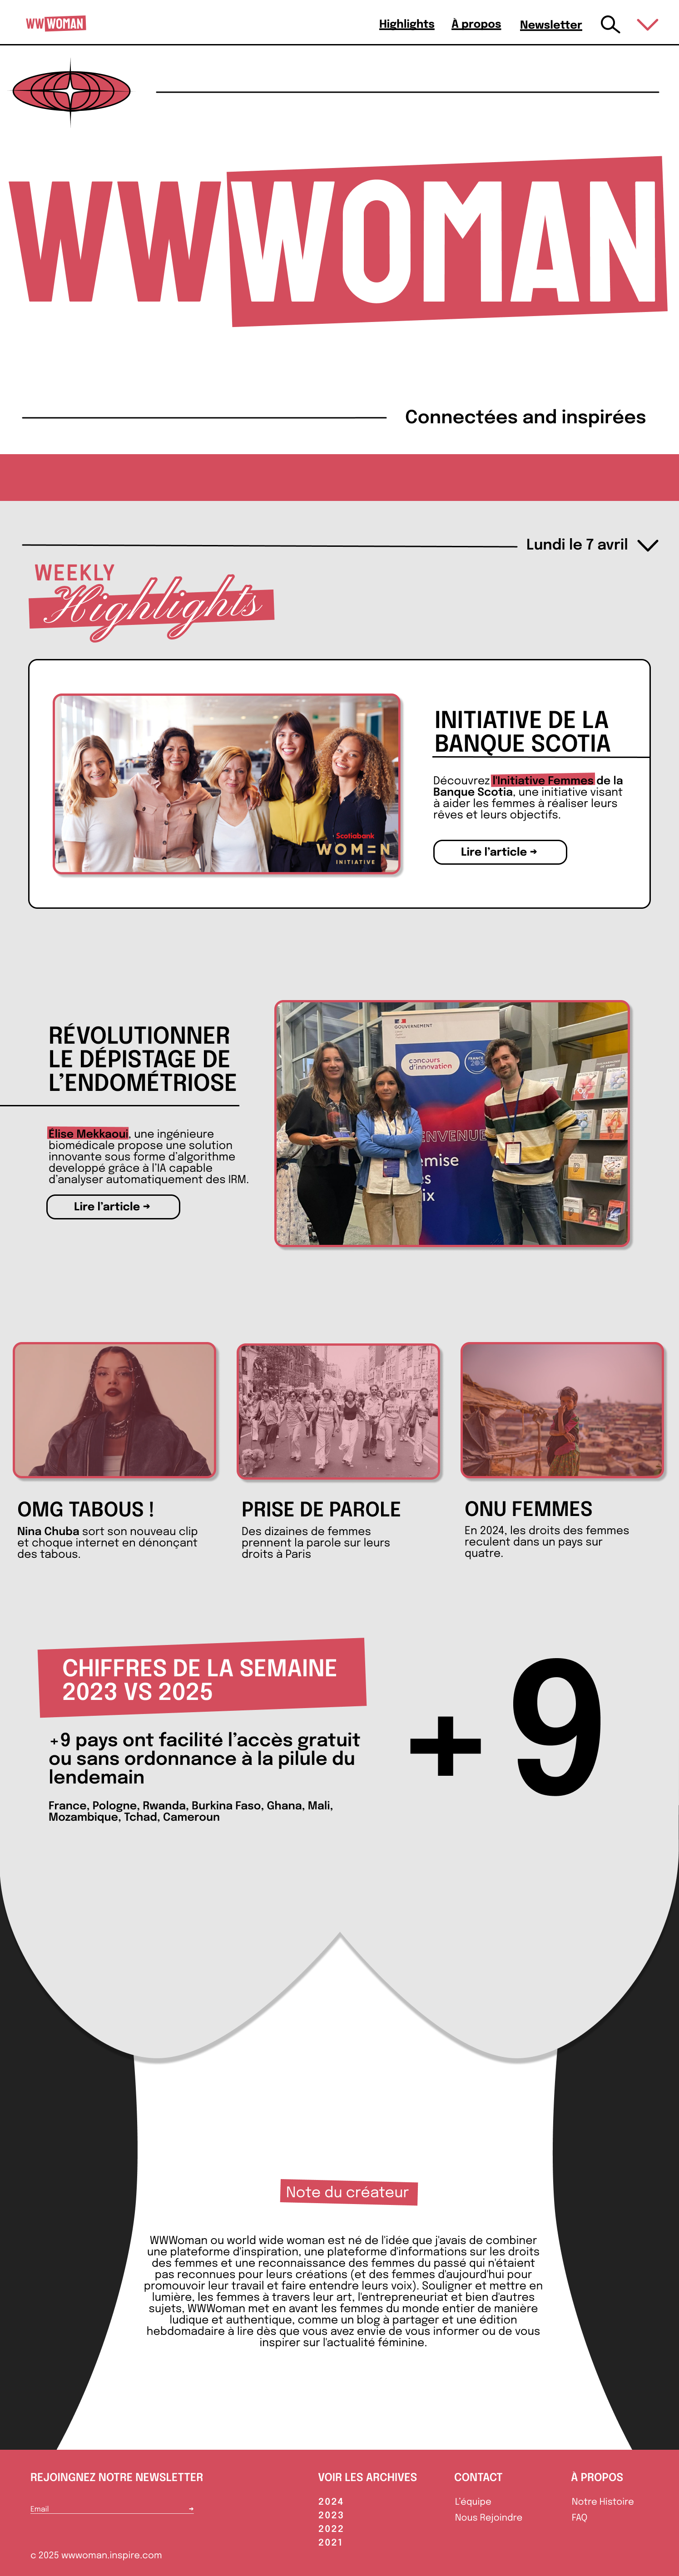 WWWOMAN
Highlights À propos Newsletter
WWWOMAN
Connectées and inspirées
Lundi le 7 avril
WEEKLY
Highlights
INITIATIVE DE LA
BANQUE SCOTIA
Découvrez l'Initiative Femmes de la
Banque Scotia, une initiative visant
à aider les femmes à réaliser leurs
rêves et leurs objectifs.
Lire l'article →
Scotiabank
WOMEN
INITIATIVE
RÉVOLUTIONNER
LE DÉPISTAGE DE
L'ENDOMÉTRIOSE
Élise Mekkaoui, une ingénieure
biomédicale propose une solution
innovante sous forme d'algorithme
developpé grâce à l'IA capable
d'analyser automatiquement des IRM.
Lire l'article →
GOUVERNEMENT
concours
d'innovation
FRANCE
2030
ENVENUE
emise
es
ix
OMG TABOUS !
Nina Chuba sort son nouveau clip
et choque internet en dénonçant
des tabous.
PRISE DE PAROLE
Des dizaines de femmes
prennent la parole sur leurs
droits à Paris
ONU FEMMES
En 2024, les droits des femmes
reculent dans un pays sur
quatre.
CHIFFRES DE LA SEMAINE
2023 VS 2025
+9 pays ont facilité l'accès gratuit
ou sans ordonnance à la pilule du
lendemain
France, Pologne, Rwanda, Burkina Faso, Ghana, Mali,
Mozambique, Tchad, Cameroun
+9
Note du créateur
WWWoman ou world wide woman est né de l'idée que j'avais de combiner
une plateforme d'inspiration, une plateforme d'informations sur les droits
des femmes et une reconnaissance des femmes du passé qui n'étaient
pas reconnues pour leurs créations (et des femmes d'aujourd'hui pour
promouvoir leur travail et faire entendre leurs voix). Souligner et mettre en
lumière, les femmes à travers leur art, l'entrepreneuriat et bien d'autres
sujets, WWWoman met en avant les femmes du monde entier de manière
ludique et authentique, comme un blog à partager et une édition
hebdomadaire à lire dès que vous avez envie de vous informer ou de vous
inspirer sur l'actualité féminine.
REJOINGNEZ NOTRE NEWSLETTER
Email →
c 2025 wwwoman.inspire.com
VOIR LES ARCHIVES
2024
2023
2022
2021
CONTACT
L'équipe
Nous Rejoindre
À PROPOS
Notre Histoire
FAQ